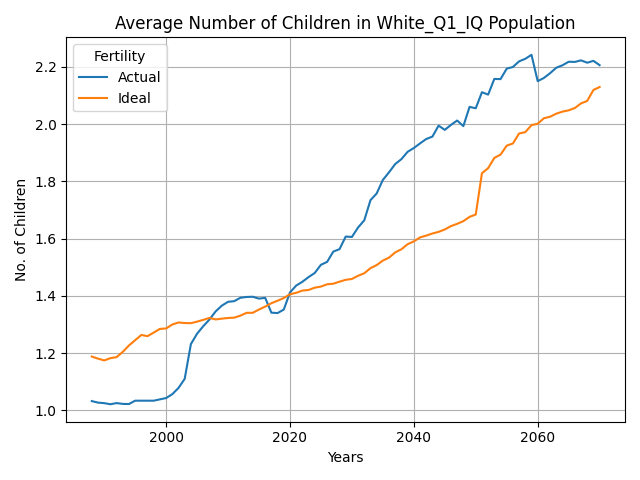 Average Number of Children in White_Q1_IQ Population
Fertility
Actual
Ideal
No. of Children
2.2
2.0
1.8
1.6
1.4
1.2
1.0
2000 2020 2040 2060
Years